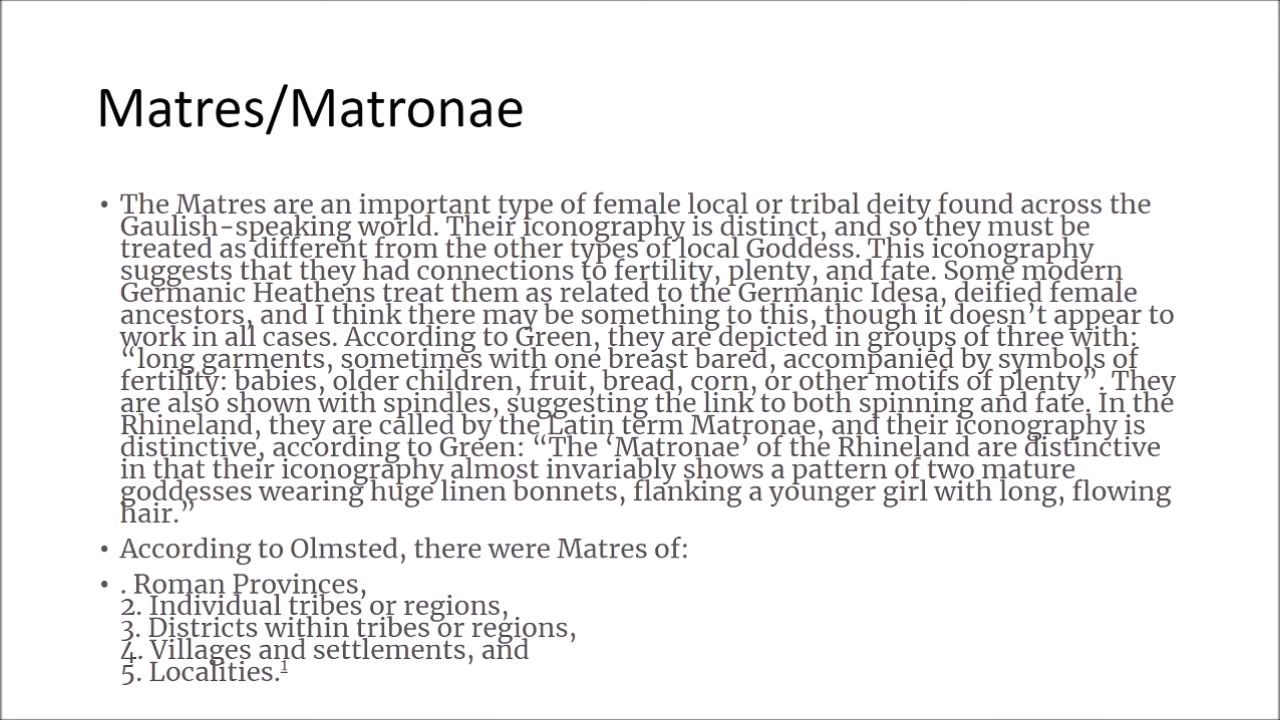 Matres/Matronae
• The Matres are an important type of female local or tribal deity found across the
Gaulish-speaking world. Their iconography is distinct, and so they must be
treated as different from the other types of local Goddess. This iconography
suggests that they had connections to fertility, plenty, and fate. Some modern
Germanic Heathens treat them as related to the Germanic Idesa, deified female
ancestors, and I think there may be something to this, though it doesn’t appear to
work in all cases. According to Green, they are depicted in groups of three with:
“long garments, sometimes with one breast bared, accompanied by symbols of
fertility: babies, older children, fruit, bread, corn, or other motifs of plenty”. They
are also shown with spindles, suggesting the link to both spinning and fate. In the
Rhineland, they are called by the Latin term Matronae, and their iconography is
distinctive, according to Green: “The ‘Matronae’ of the Rhineland are distinctive
in that their iconography almost invariably shows a pattern of two mature
goddesses wearing huge linen bonnets, flanking a younger girl with long, flowing
hair.”
• According to Olmsted, there were Matres of:
• . Roman Provinces,
2. Individual tribes or regions,
3. Districts within tribes or regions,
4. Villages and settlements, and
5. Localities.¹